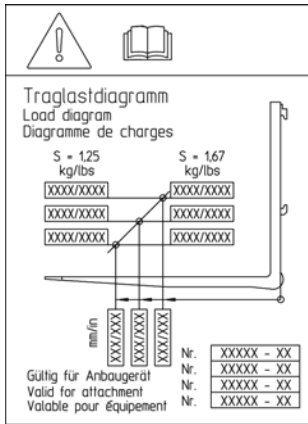 Traglastdiagramm
Load diagram
Diagramme de charges
S = 1,25
kg/lbs
S = 1,67
kg/lbs
XXXX/XXXX XXXX/XXXX
XXXX/XXXX XXXX/XXXX
XXXX/XXXX XXXX/XXXX
mm/in XXX/XXX XXX/XXX XXX/XXX
Gültig für Anbaugerät
Valid for attachment
Valable pour équipement
Nr. XXXXX - XX
Nr. XXXXX - XX
Nr. XXXXX - XX
Nr. XXXXX - XX